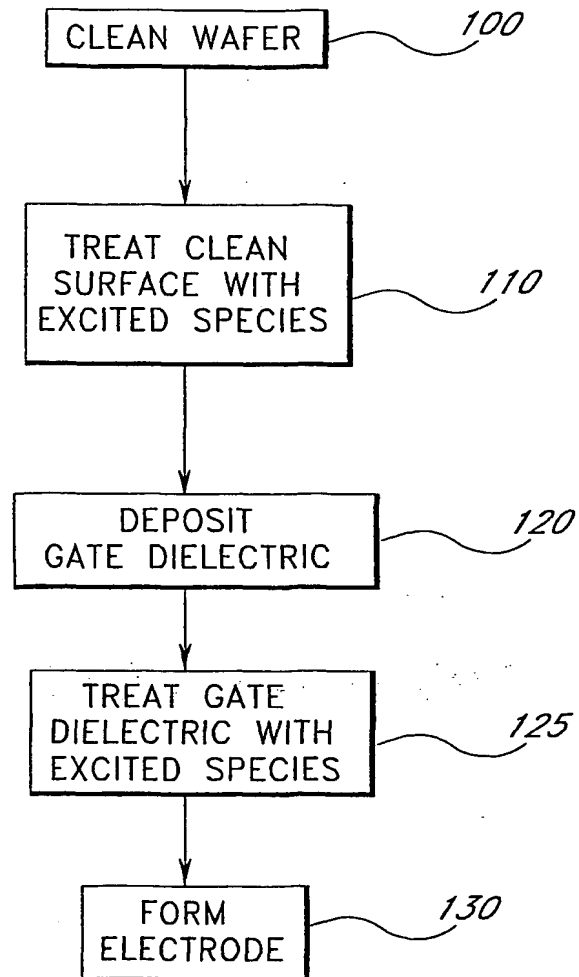 CLEAN WAFER
100
TREAT CLEAN
SURFACE WITH
EXCITED SPECIES
110
DEPOSIT
GATE DIELECTRIC
120
TREAT GATE
DIELECTRIC WITH
EXCITED SPECIES
125
FORM
ELECTRODE
130